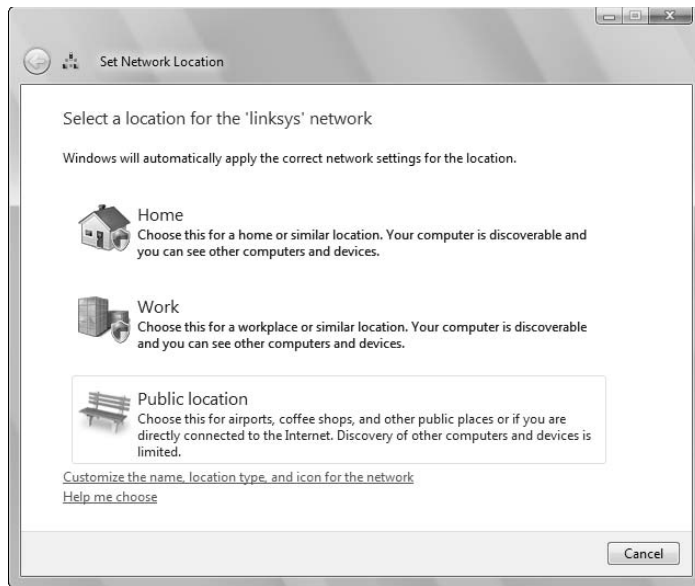 Set Network Location
Select a location for the 'linksys' network
Windows will automatically apply the correct network settings for the location.
Home
Choose this for a home or similar location. Your computer is discoverable and
you can see other computers and devices.
Work
Choose this for a workplace or similar location. Your computer is discoverable
and you can see other computers and devices.
Public location
Choose this for airports, coffee shops, and other public places or if you are
directly connected to the Internet. Discovery of other computers and devices is
limited.
Customize the name, location type, and icon for the network
Help me choose
Cancel